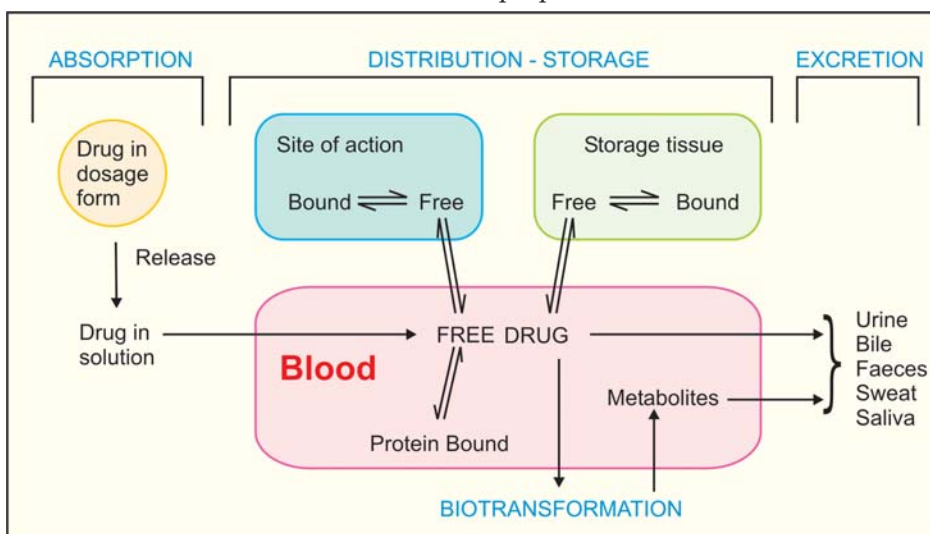 ABSORPTION
DISTRIBUTION - STORAGE
EXCRETION
Drug in
dosage
form
Release
Drug in
solution
Site of action
Bound Free
Storage tissue
Free Bound
FREE DRUG
Blood
Protein Bound
Metabolites
BIOTRANSFORMATION
Urine
Bile
Faeces
Sweat
Saliva